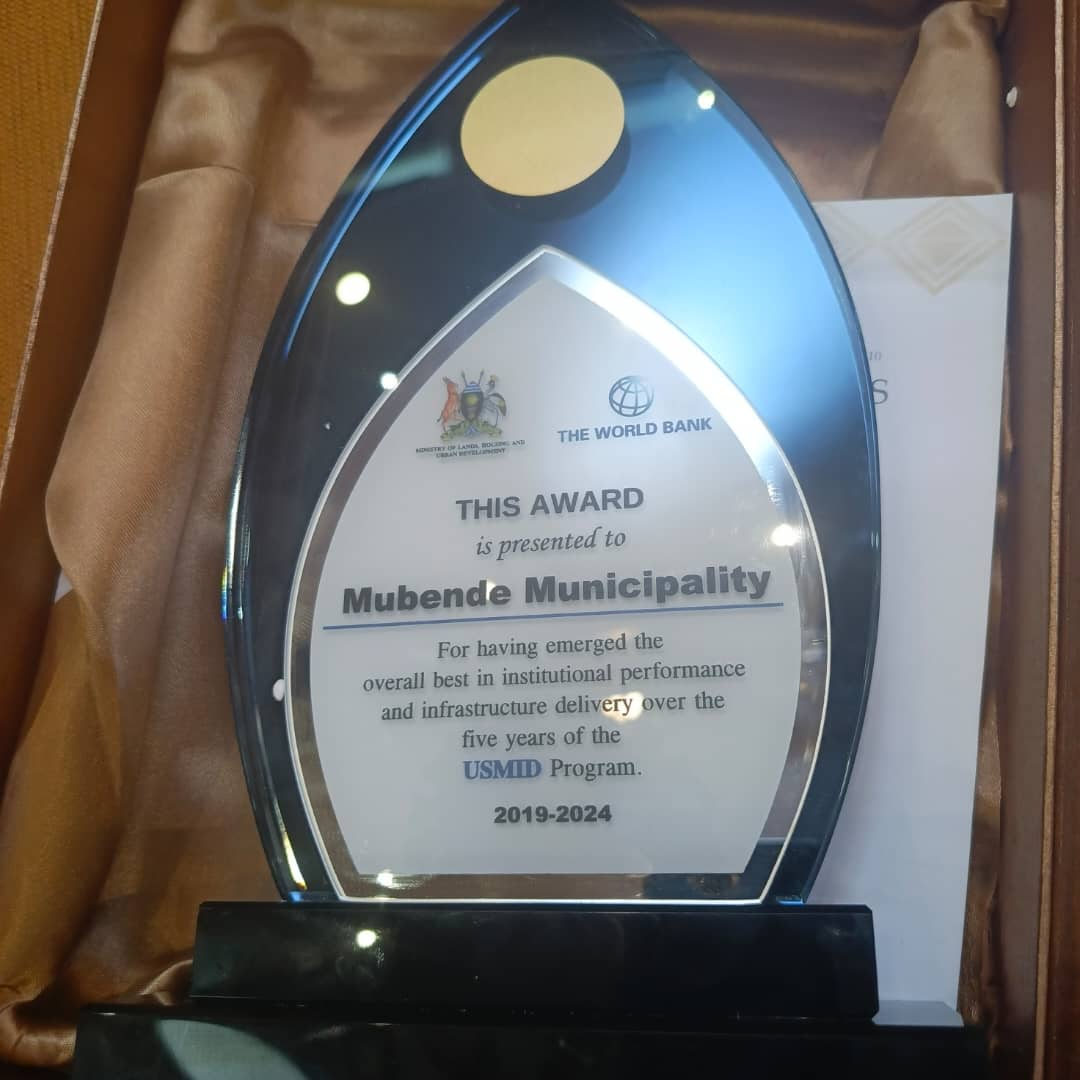 MINISTRY OF LANDS, HOUSING AND
URBAN DEVELOPMENT
THE WORLD BANK
THIS AWARD
is presented to
Mubende Municipality
For having emerged the
overall best in institutional performance
and infrastructure delivery over the
five years of the
USMID Program.
2019-2024